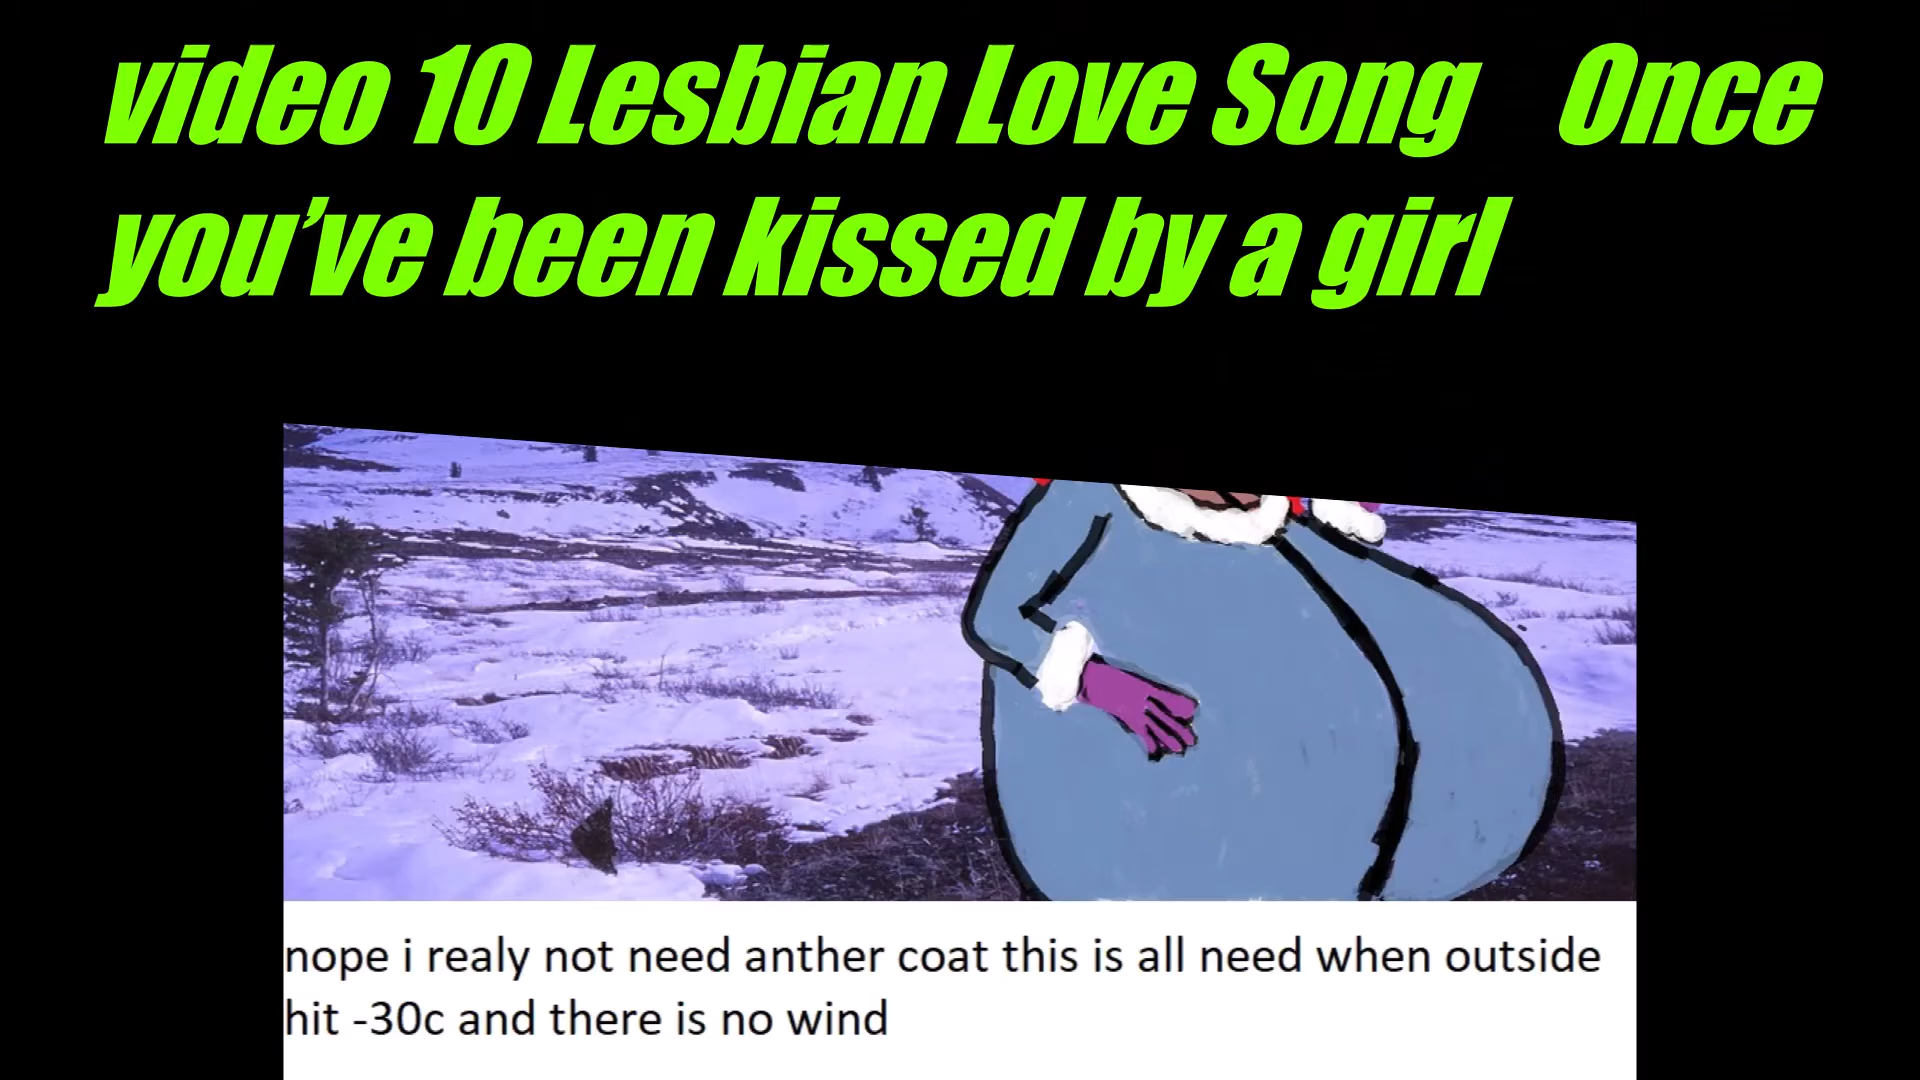 video 10 Lesbian Love Song Once
you’ve been kissed by a girl
nope i realy not need anther coat this is all need when outside
hit -30c and there is no wind